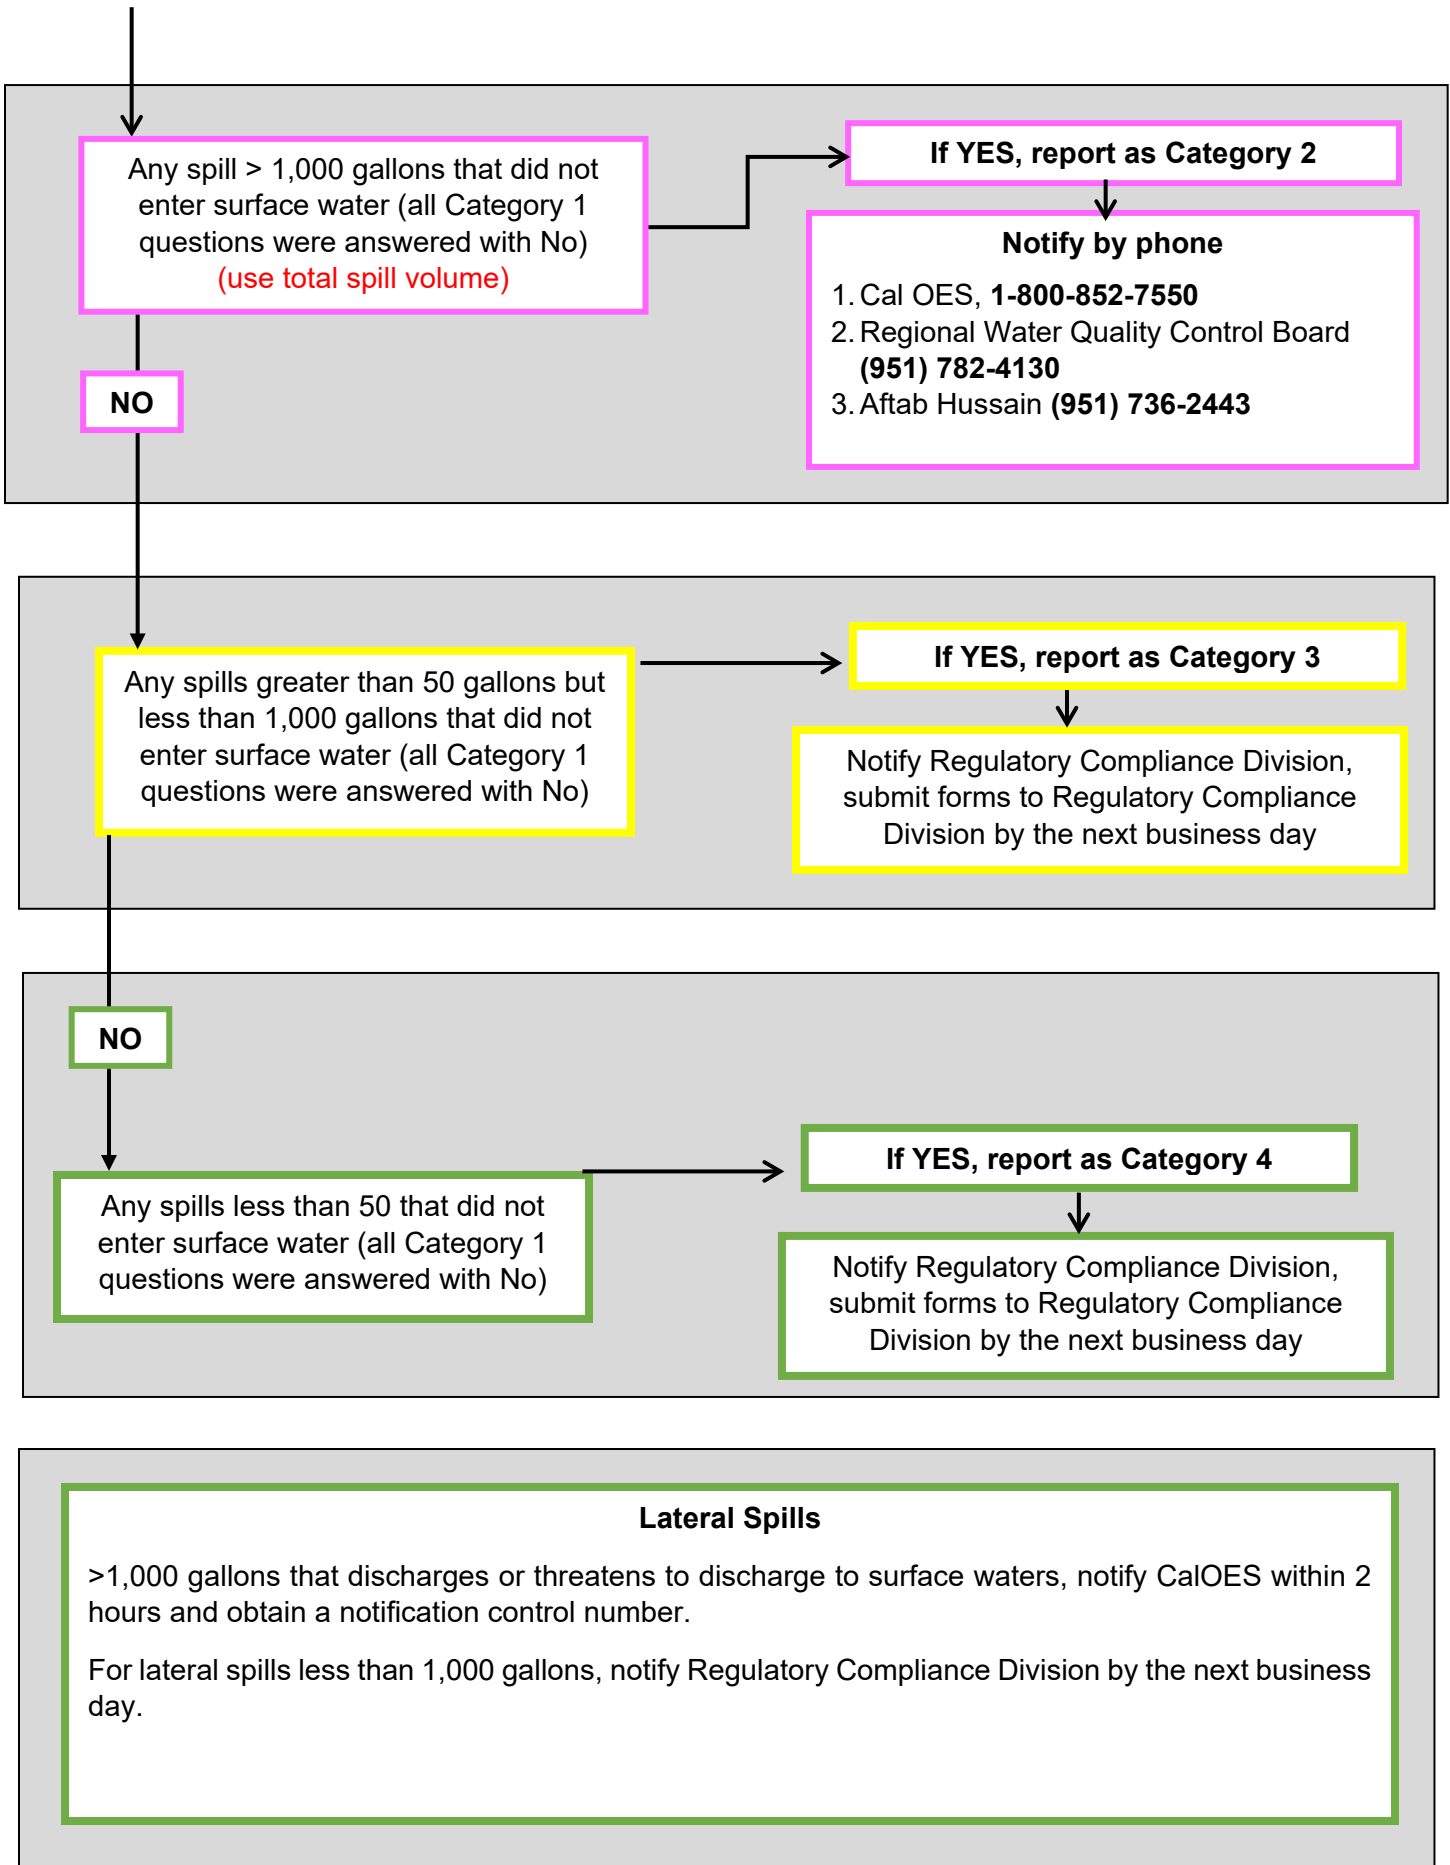 Any spill > 1,000 gallons that did not
enter surface water (all Category 1
questions were answered with No)
(use total spill volume)
If YES, report as Category 2
Notify by phone
1. Cal OES, 1-800-852-7550
2. Regional Water Quality Control Board
(951) 782-4130
3. Aftab Hussain (951) 736-2443
NO
Any spills greater than 50 gallons but
less than 1,000 gallons that did not
enter surface water (all Category 1
questions were answered with No)
If YES, report as Category 3
Notify Regulatory Compliance Division,
submit forms to Regulatory Compliance
Division by the next business day
NO
Any spills less than 50 that did not
enter surface water (all Category 1
questions were answered with No)
If YES, report as Category 4
Notify Regulatory Compliance Division,
submit forms to Regulatory Compliance
Division by the next business day
Lateral Spills
>1,000 gallons that discharges or threatens to discharge to surface waters, notify CalOES within 2
hours and obtain a notification control number.
For lateral spills less than 1,000 gallons, notify Regulatory Compliance Division by the next business
day.